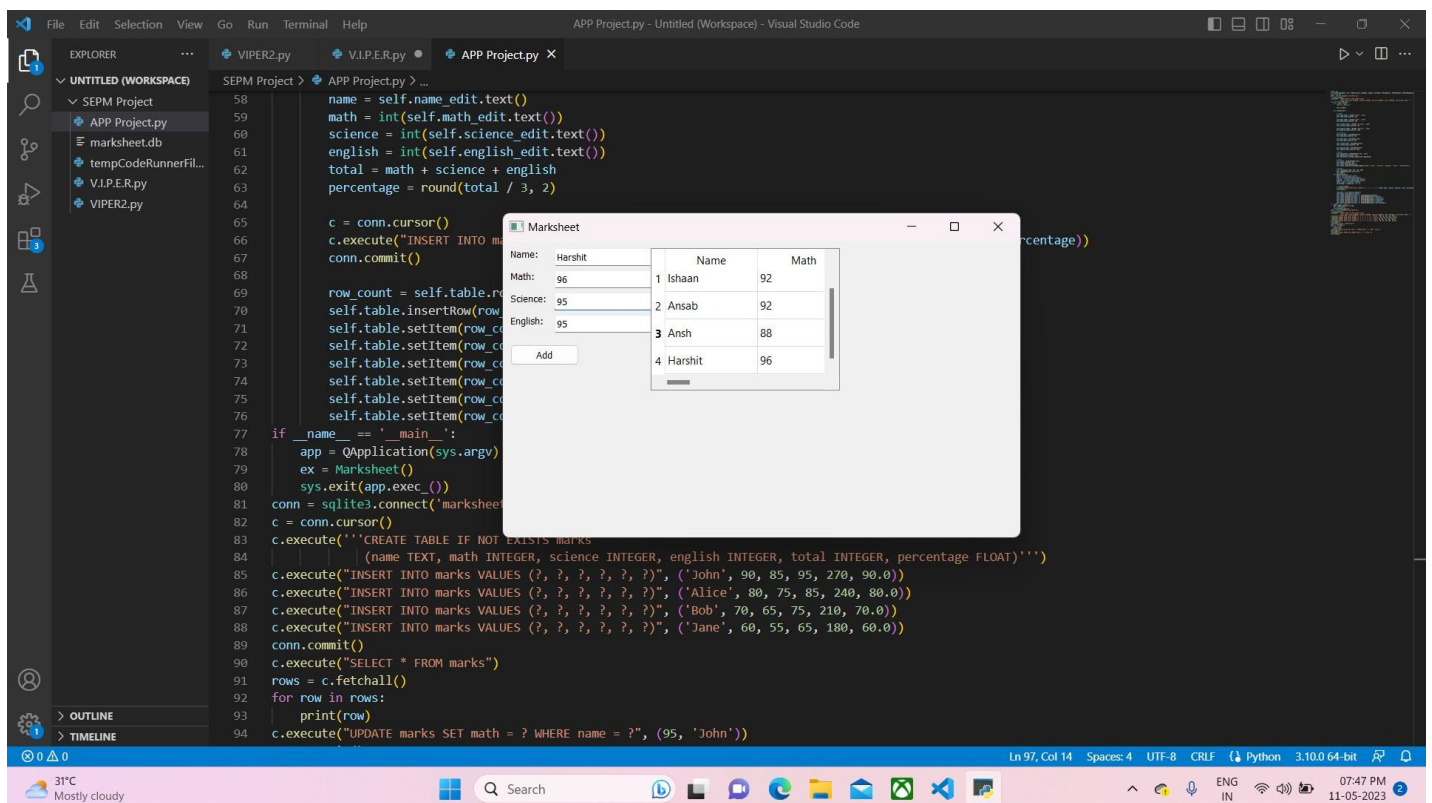 File Edit Selection View Go Run Terminal Help
APP Project.py - Untitled (Workspace) - Visual Studio Code
EXPLORER
VIPER2.py
V.I.P.E.R.py
APP Project.py
UNTITLED (WORKSPACE)
SEPM Project > APP Project.py > ...
SEPM Project
APP Project.py
marksheet.db
tempCodeRunnerFil...
V.I.P.E.R.py
VIPER2.py
1
3
58 name = self.name_edit.text()
59 math = int(self.math_edit.text())
60 science = int(self.science_edit.text())
61 english = int(self.english_edit.text())
62 total = math + science + english
63 percentage = round(total / 3, 2)
64
65 c = conn.cursor()
66 c.execute("INSERT INTO ma rcentage))
67 conn.commit()
68
69 row_count = self.table.ro
70 self.table.insertRow(row_
71 self.table.setItem(row_co
72 self.table.setItem(row_co
73 self.table.setItem(row_co
74 self.table.setItem(row_co
75 self.table.setItem(row_co
76 self.table.setItem(row_co
77 if __name__ == '__main__':
78 app = QApplication(sys.argv)
79 ex = Marksheet()
80 sys.exit(app.exec_())
81 conn = sqlite3.connect('marksheet
82 c = conn.cursor()
83 c.execute('''CREATE TABLE IF NOT EXISTS marks
84 (name TEXT, math INTEGER, science INTEGER, english INTEGER, total INTEGER, percentage FLOAT)''')
85 c.execute("INSERT INTO marks VALUES (?, ?, ?, ?, ?, ?)", ('John', 90, 85, 95, 270, 90.0))
86 c.execute("INSERT INTO marks VALUES (?, ?, ?, ?, ?, ?)", ('Alice', 80, 75, 85, 240, 80.0))
87 c.execute("INSERT INTO marks VALUES (?, ?, ?, ?, ?, ?)", ('Bob', 70, 65, 75, 210, 70.0))
88 c.execute("INSERT INTO marks VALUES (?, ?, ?, ?, ?, ?)", ('Jane', 60, 55, 65, 180, 60.0))
89 conn.commit()
90 c.execute("SELECT * FROM marks")
91 rows = c.fetchall()
92 for row in rows:
93 print(row)
94 c.execute("UPDATE marks SET math = ? WHERE name = ?", (95, 'John'))
Marksheet
Name: Harshit
Math: 96
Science: 95
English: 95
Add
Name Math
1 Ishaan 92
2 Ansab 92
3 Ansh 88
4 Harshit 96
OUTLINE
TIMELINE
1
0 0
Ln 97, Col 14 Spaces: 4 UTF-8 CRLF Python 3.10.0 64-bit
31°C
Mostly cloudy
Search
ENG
IN
07:47 PM
11-05-2023
2